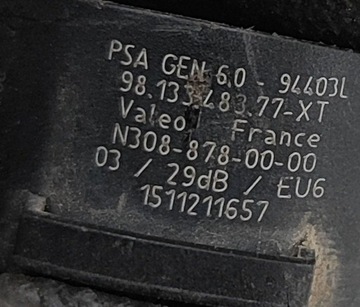 PSA GEN 6.0 - 94403L
98.133.483.77-XT
Valeo France
N308-878-00-00
03 / 29dB / EU6
1511211657